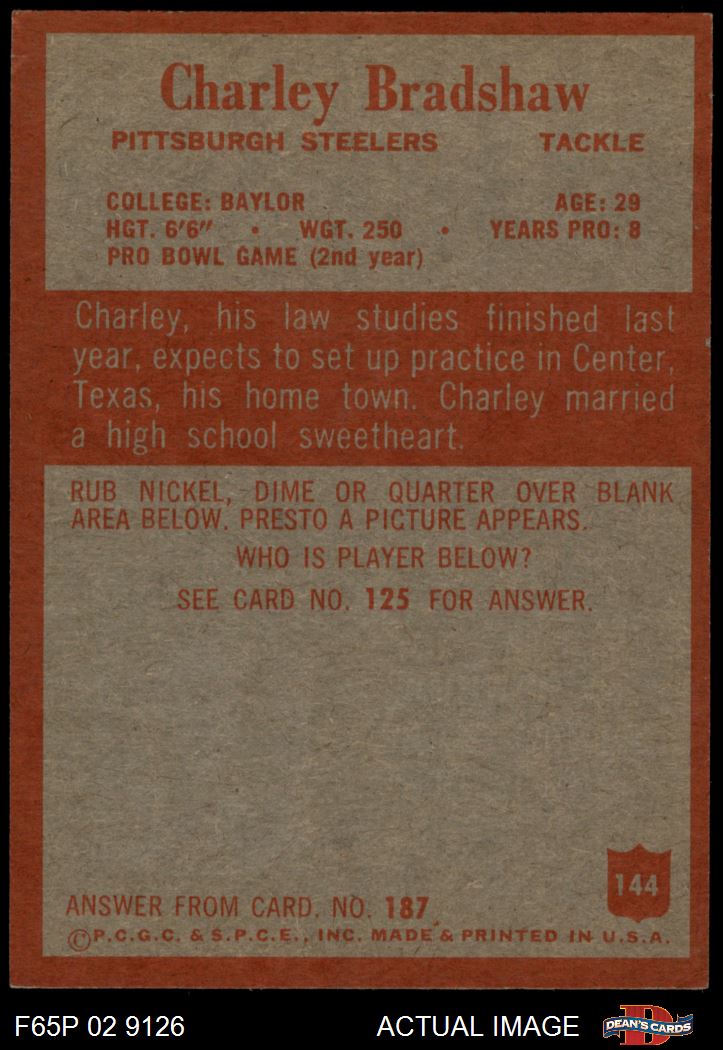 Charley Bradshaw
PITTSBURGH STEELERS TACKLE
COLLEGE: BAYLOR AGE: 29
HGT. 6'6" • WGT. 250 • YEARS PRO: 8
PRO BOWL GAME (2nd year)
Charley, his law studies finished last
year, expects to set up practice in Center,
Texas, his home town. Charley married
a high school sweetheart.
RUB NICKEL, DIME OR QUARTER OVER BLANK
AREA BELOW. PRESTO A PICTURE APPEARS.
WHO IS PLAYER BELOW?
SEE CARD NO. 125 FOR ANSWER.
144
ANSWER FROM CARD. NO. 187
©P.C.G.C. & S.P.C.E., INC. MADE & PRINTED IN U.S.A.
F65P 02 9126 ACTUAL IMAGE
D
DEAN'S CARDS